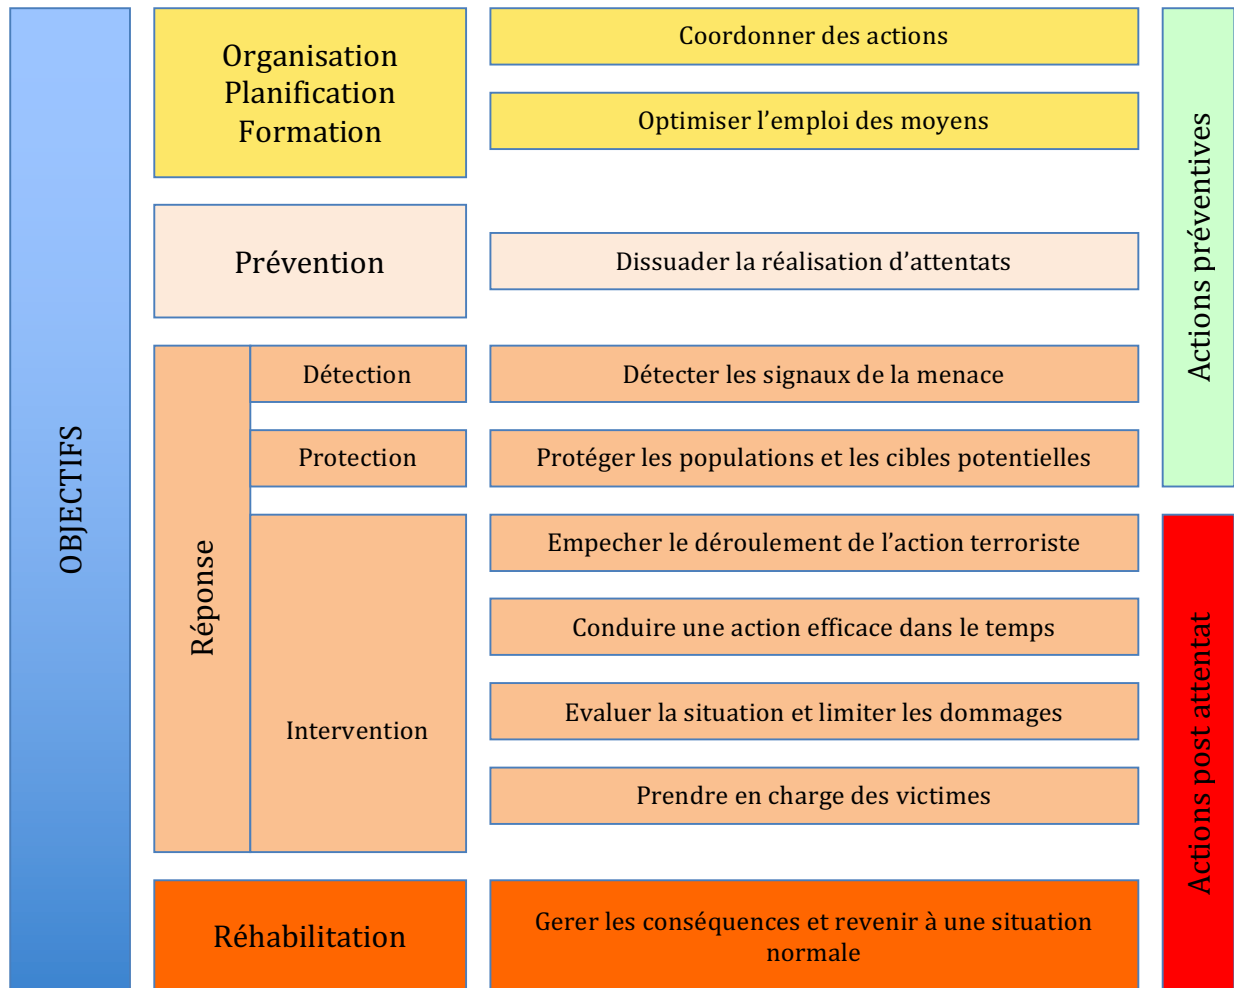 OBJECTIFS
Organisation
Planification
Formation
Coordonner des actions
Optimiser l’emploi des moyens
Prévention
Dissuader la réalisation d’attentats
Réponse
Détection
Détecter les signaux de la menace
Protection
Protéger les populations et les cibles potentielles
Intervention
Empecher le déroulement de l’action terroriste
Conduire une action efficace dans le temps
Evaluer la situation et limiter les dommages
Prendre en charge des victimes
Réhabilitation
Gerer les conséquences et revenir à une situation
normale
Actions préventives
Actions post attentat